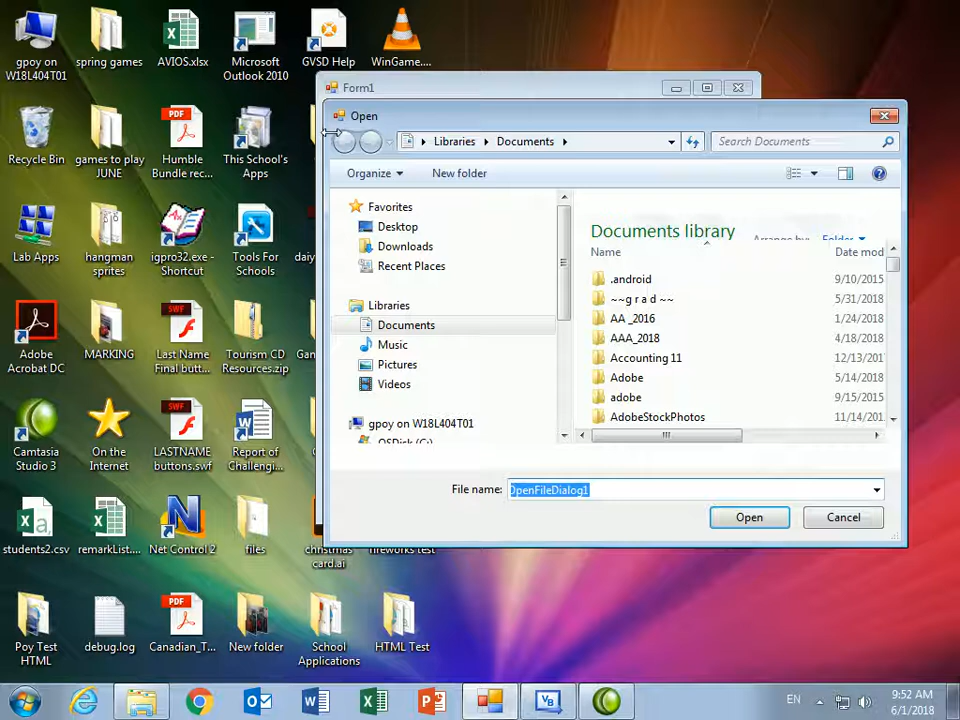 gpoy on
W18L404T01
spring games
AVIOS.xlsx
Microsoft
Outlook 2010
GVSD Help
WinGame....
Recycle Bin
games to play
JUNE
Humble
Bundle rec...
This School's
Apps
Lab Apps
hangman
sprites
igpro32.exe -
Shortcut
Tools For
Schools
Adobe
Acrobat DC
MARKING
Last Name
Final butt...
Tourism CD
Resources.zip
Camtasia
Studio 3
On the
Internet
LASTNAME
buttons.swf
Report of
Challengi...
students2.csv
remarkList....
Net Control 2
files
christmas
card.ai
fireworks test
Poy Test
HTML
debug.log
Canadian_T...
New folder
School
Applications
HTML Test
Form1
Open
Libraries
Documents
Search Documents
Organize
New folder
Favorites
Desktop
Downloads
Recent Places
Libraries
Documents
Music
Pictures
Videos
gpoy on W18L404T01
OSDisk (C:)
Documents library
Arrange by: Folder
Name Date mod
.android 9/10/2015
~~g r a d ~~ 5/31/2018
AA _2016 1/24/2018
AAA_2018 4/18/2018
Accounting 11 12/13/201
Adobe 5/14/2018
adobe 9/15/2015
AdobeStockPhotos 11/14/201
File name: OpenFileDialog1
Open
Cancel
EN
9:52 AM
6/1/2018